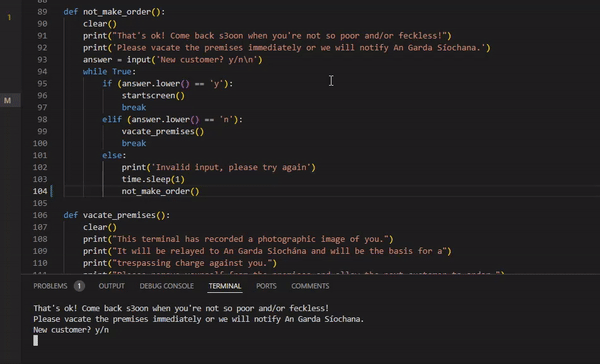 1
M
89 def not_make_order():
90 clear()
91 print("That's ok! Come back s3oon when you're not so poor and/or feckless!")
92 print('Please vacate the premises immediately or we will notify An Garda Síochana.')
93 answer = input('New customer? y/n\n')
94 while True:
95 if (answer.lower() == 'y'):
96 startscreen()
97 break
98 elif (answer.lower() == 'n'):
99 vacate_premises()
100 break
101 else:
102 print('Invalid input, please try again')
103 time.sleep(1)
104 not_make_order()
105
106 def vacate_premises():
107 clear()
108 print("This terminal has recorded a photographic image of you.")
109 print("It will be relayed to An Garda Síochána and will be the basis for a")
110 print("trespassing charge against you.")
PROBLEMS 1 OUTPUT DEBUG CONSOLE TERMINAL PORTS COMMENTS
That's ok! Come back s3oon when you're not so poor and/or feckless!
Please vacate the premises immediately or we will notify An Garda Síochana.
New customer? y/n